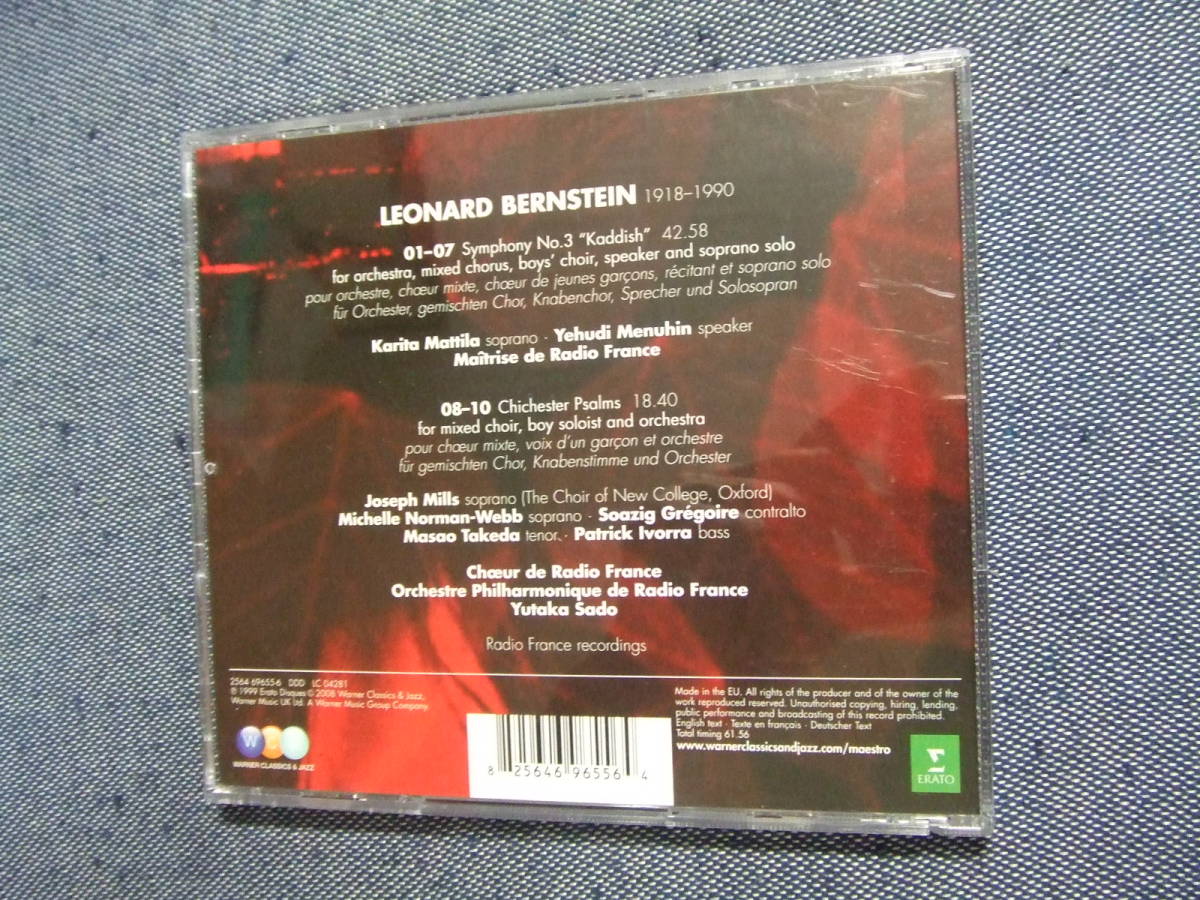 LEONARD BERNSTEIN 1918–1990
01–07 Symphony No.3 “Kaddish” 42.58
for orchestra, mixed chorus, boys’ choir, speaker and soprano solo
pour orchestre, chœur mixte, chœur de jeunes garçons, récitant et soprano solo
für Orchester, gemischten Chor, Knabenchor, Sprecher und Solosopran
Karita Mattila soprano · Yehudi Menuhin speaker
Maîtrise de Radio France
08–10 Chichester Psalms 18.40
for mixed choir, boy soloist and orchestra
pour chœur mixte, voix d’un garçon et orchestre
für gemischten Chor, Knabenstimme und Orchester
Joseph Mills soprano (The Choir of New College, Oxford)
Michelle Norman-Webb soprano · Soazig Grégoire contralto
Masao Takeda tenor · Patrick Ivorra bass
Chœur de Radio France
Orchestre Philharmonique de Radio France
Yutaka Sado
Radio France recordings
2564 69655-6 DDD LC 04281
℗ 1999 Erato Disques © 2008 Warner Classics & Jazz,
Warner Music UK Ltd. A Warner Music Group Company.
WARNER CLASSICS & JAZZ
8 25646 96556 4
Made in the EU. All rights of the producer and of the owner of the
work reproduced reserved. Unauthorised copying, hiring, lending,
public performance and broadcasting of this record prohibited.
English text · Texte en français · Deutscher Text
Total timing 61.56
www.warnerclassicsandjazz.com/maestro
ERATO